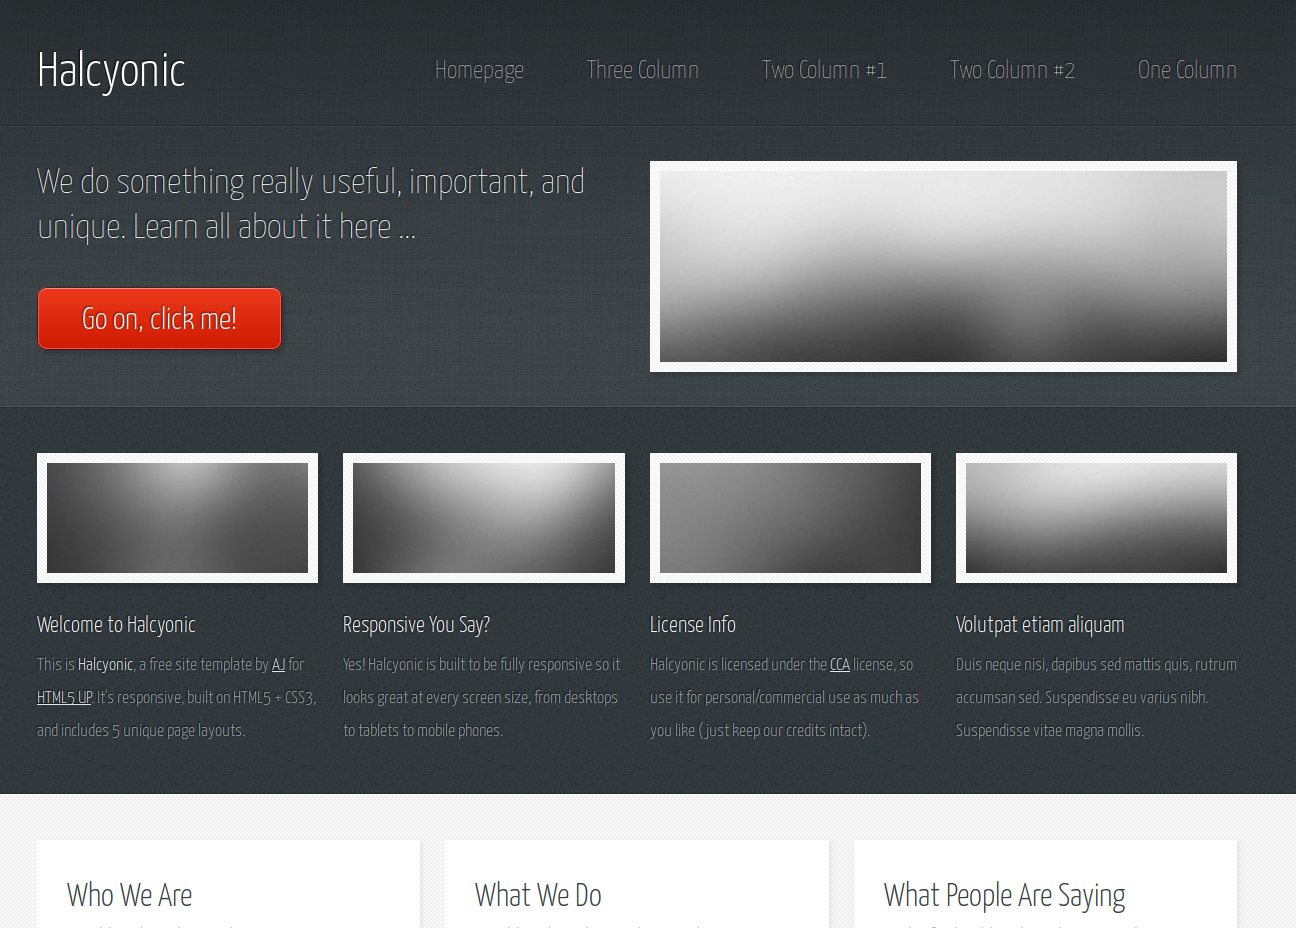 Halcyonic
Homepage
Three Column
Two Column #1
Two Column #2
One Column
We do something really useful, important, and
unique. Learn all about it here ...
Go on, click me!
Welcome to Halcyonic
This is Halcyonic, a free site template by AJ for
HTML5 UP. It's responsive, built on HTML5 + CSS3,
and includes 5 unique page layouts.
Responsive You Say?
Yes! Halcyonic is built to be fully responsive so it
looks great at every screen size, from desktops
to tablets to mobile phones.
License Info
Halcyonic is licensed under the CCA license, so
use it for personal/commercial use as much as
you like (just keep our credits intact).
Volutpat etiam aliquam
Duis neque nisi, dapibus sed mattis quis, rutrum
accumsan sed. Suspendisse eu varius nibh.
Suspendisse vitae magna mollis.
Who We Are
What We Do
What People Are Saying